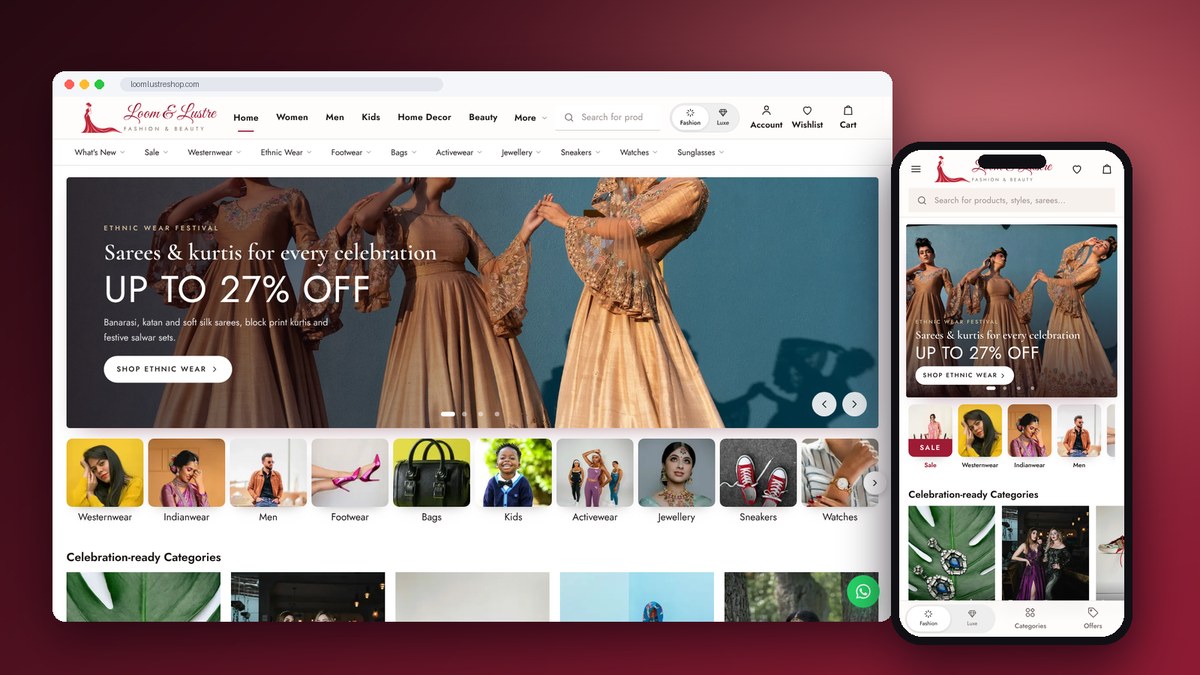 loomlustreshop.com
Loom & Lustre
FASHION & BEAUTY
Home Women Men Kids Home Decor Beauty More
Search for prod
Fashion Luxe
Account Wishlist Cart
What's New Sale Westernwear Ethnic Wear Footwear Bags Activewear Jewellery Sneakers Watches Sunglasses
ETHNIC WEAR FESTIVAL
Sarees & kurtis for every celebration
UP TO 27% OFF
Banarasi, katan and soft silk sarees, block print kurtis and
festive salwar sets.
SHOP ETHNIC WEAR
Westernwear Indianwear Men Footwear Bags Kids Activewear Jewellery Sneakers Watches
Celebration-ready Categories
FASHION & BEAUTY
Search for products, styles, sarees...
ETHNIC WEAR FESTIVAL
Sarees & kurtis for every celebration
UP TO 27% OFF
SHOP ETHNIC WEAR
SALE
Sale Westernwear Indianwear Men
Celebration-ready Categories
Fashion Luxe Categories Offers